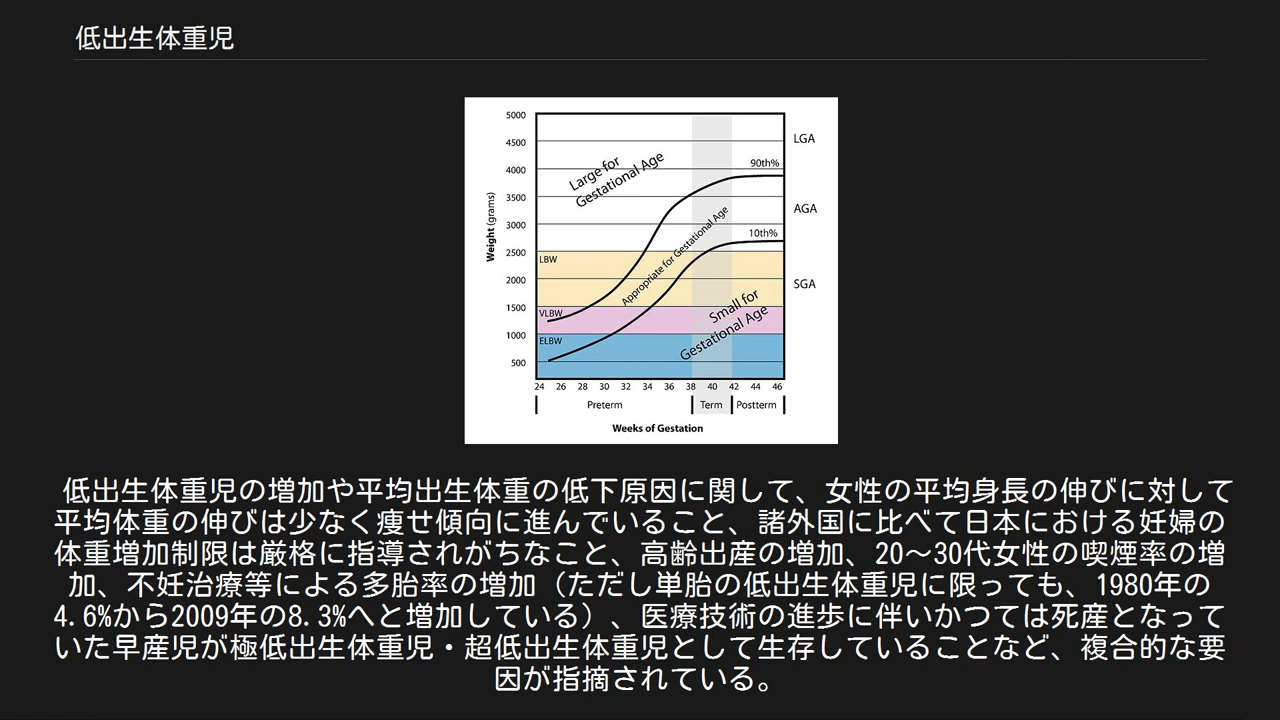 低出生体重児
5000
4500
4000
3500
3000
2500
2000
1500
1000
500
Weight (grams)
Large for
Gestational Age
Appropriate for Gestational Age
Small for
Gestational Age
90th%
10th%
LBW
VLBW
ELBW
LGA
AGA
SGA
24 26 28 30 32 34 36 38 40 42 44 46
Preterm Term Postterm
Weeks of Gestation
低出生体重児の増加や平均出生体重の低下原因に関して、女性の平均身長の伸びに対して
平均体重の伸びは少なく痩せ傾向に進んでいること、諸外国に比べて日本における妊婦の
体重増加制限は厳格に指導されがちなこと、高齢出産の増加、20〜30代女性の喫煙率の増
加、不妊治療等による多胎率の増加（ただし単胎の低出生体重児に限っても、1980年の
4.6%から2009年の8.3%へと増加している）、医療技術の進歩に伴いかつては死産となって
いた早産児が極低出生体重児・超低出生体重児として生存していることなど、複合的な要
因が指摘されている。